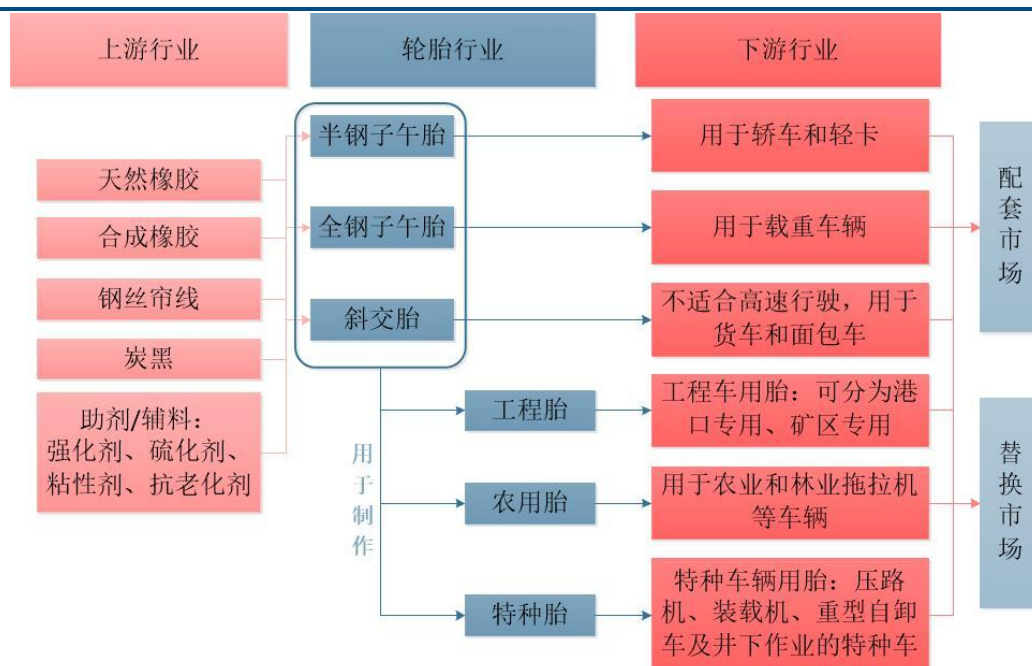 上游行业
轮胎行业
下游行业
天然橡胶
合成橡胶
钢丝帘线
炭黑
助剂/辅料：
强化剂、硫化剂、
粘性剂、抗老化剂
半钢子午胎
全钢子午胎
斜交胎
用于制作
工程胎
农用胎
特种胎
用于轿车和轻卡
用于载重车辆
不适合高速行驶，用于
货车和面包车
工程车用胎：可分为港
口专用、矿区专用
用于农业和林业拖拉机
等车辆
特种车辆用胎：压路
机、装载机、重型自卸
车及井下作业的特种车
配套市场
替换市场